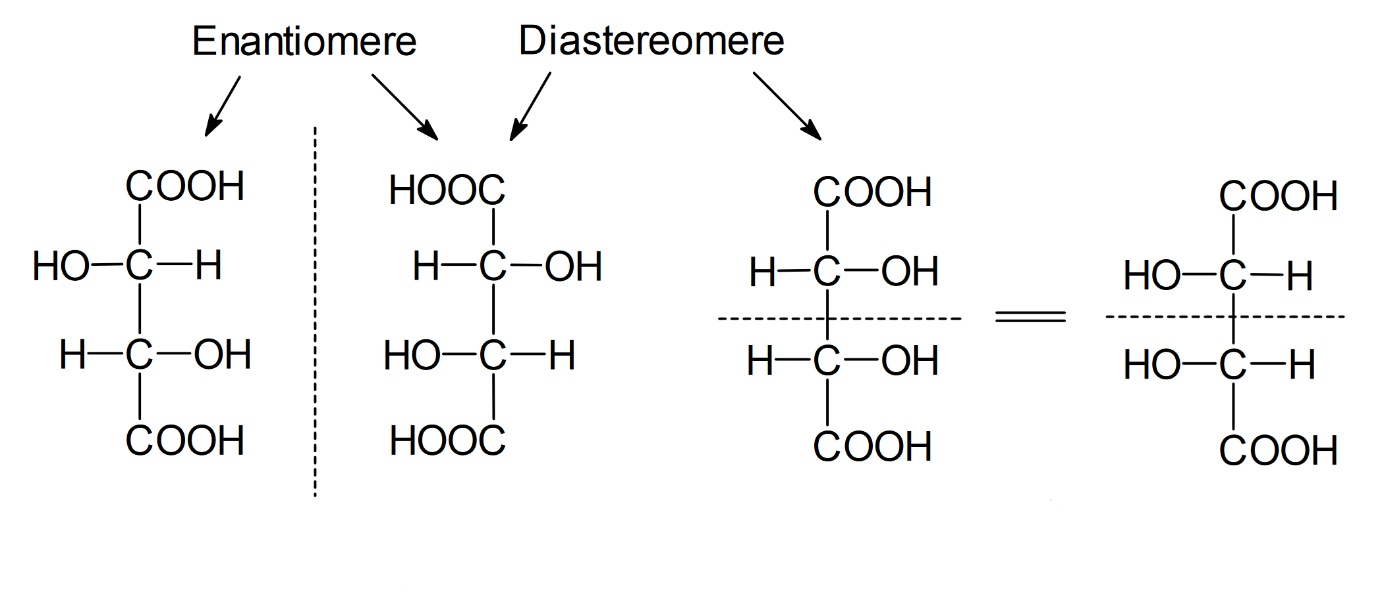 Enantiomere Diastereomere
COOH HOOC COOH COOH
HO—C—H H—C—OH H—C—OH HO—C—H
H—C—OH HO—C—H H—C—OH HO—C—H
COOH HOOC COOH COOH